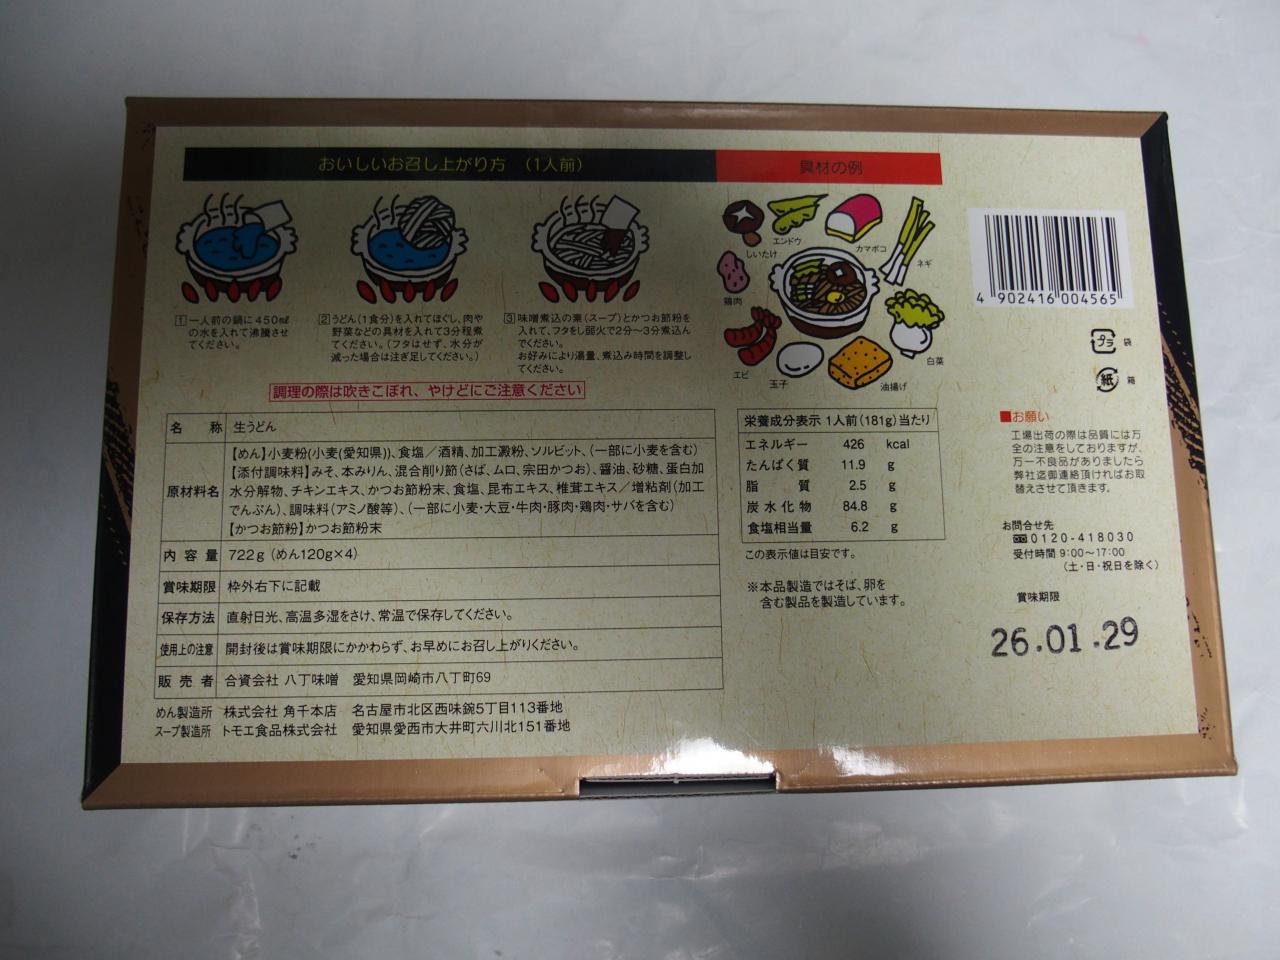 おいしいお召し上がり方 (1人前)
具材の例
しいたけ
エンドウ
カマボコ
ネギ
鶏肉
エビ
玉子
油揚げ
白菜
1 一人前の鍋に450mℓ
の水を入れて沸騰させ
てください。
2 うどん(1食分)を入れてほぐし、肉や
野菜などの具材を入れて3分程煮
てください。(フタはせず、水分が
減った場合は注ぎ足してください。)
3 味噌煮込の素(スープ)とかつお節粉を
入れて、フタをし弱火で2分〜3分煮込ん
でください。
お好みにより湯量、煮込み時間を調整し
てください。
調理の際は吹きこぼれ、やけどにご注意ください
名称 生うどん
原材料名 【めん】小麦粉(小麦(愛知県))、食塩/酒精、加工澱粉、ソルビット、(一部に小麦を含む)
【添付調味料】みそ、本みりん、混合削り節(さば、ムロ、宗田かつお)、醤油、砂糖、蛋白加
水分解物、チキンエキス、かつお節粉末、食塩、昆布エキス、椎茸エキス/増粘剤(加工
でんぷん)、調味料(アミノ酸等)、(一部に小麦・大豆・牛肉・豚肉・鶏肉・サバを含む)
【かつお節粉】かつお節粉末
内容量 722g (めん120g×4)
賞味期限 枠外右下に記載
保存方法 直射日光、高温多湿をさけ、常温で保存してください。
使用上の注意 開封後は賞味期限にかかわらず、お早めにお召し上がりください。
販売者 合資会社 八丁味噌 愛知県岡崎市八丁町69
めん製造所 株式会社 角千本店 名古屋市北区西味鋺5丁目113番地
スープ製造所 トモエ食品株式会社 愛知県愛西市大井町六川北151番地
栄養成分表示 1人前(181g)当たり
エネルギー 426 kcal
たんぱく質 11.9 g
脂質 2.5 g
炭水化物 84.8 g
食塩相当量 6.2 g
この表示値は目安です。
※本品製造ではそば、卵を
含む製品を製造しています。
4 902416 004565
プラ 袋
紙 箱
■お願い
工場出荷の際は品質には万
全の注意をしておりますが、
万一不良品がありましたら
弊社迄御連絡頂ければお取
替えさせて頂きます。
お問合せ先
0120-418030
受付時間 9:00〜17:00
(土・日・祝日を除く)
賞味期限
26.01.29